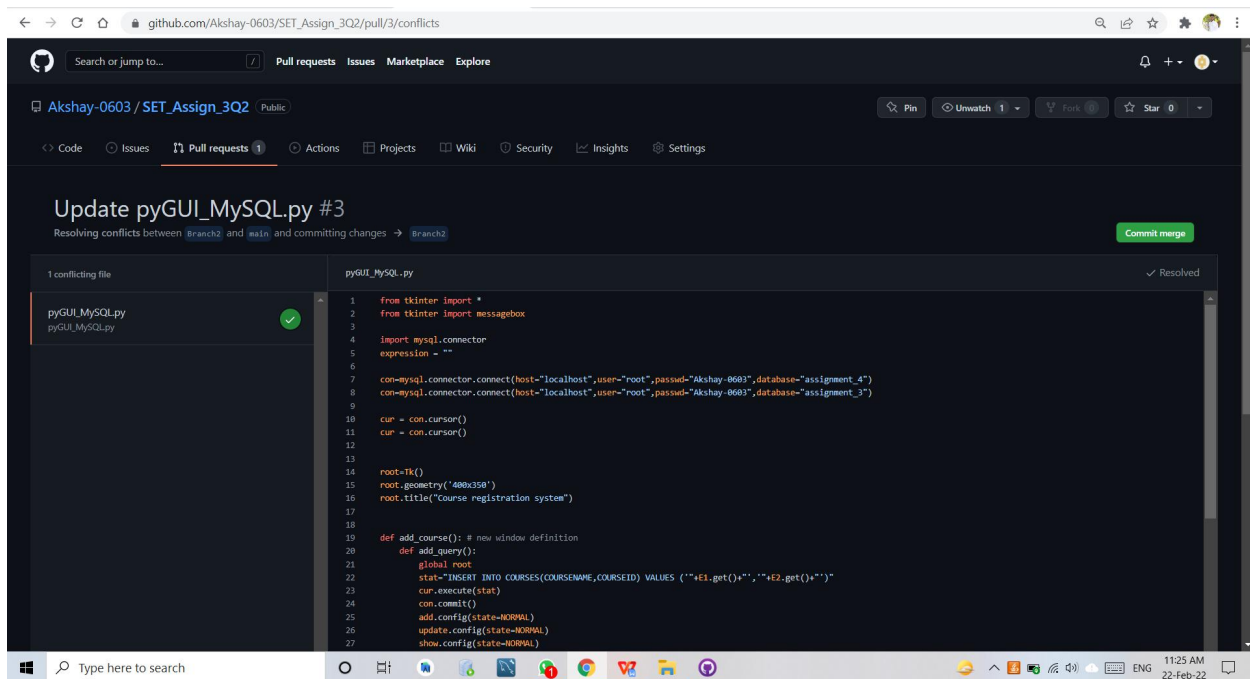 github.com/Akshay-0603/SET_Assign_3Q2/pull/3/conflicts
Search or jump to... / Pull requests Issues Marketplace Explore
Akshay-0603 / SET_Assign_3Q2 Public Pin Unwatch 1 Fork 0 Star 0
<> Code Issues Pull requests 1 Actions Projects Wiki Security Insights Settings
Update pyGUI_MySQL.py #3
Resolving conflicts between Branch2 and main and committing changes → Branch2 Commit merge
1 conflicting file pyGUI_MySQL.py ✓ Resolved
pyGUI_MySQL.py
pyGUI_MySQL.py
1 from tkinter import *
2 from tkinter import messagebox
3
4 import mysql.connector
5 expression = ""
6
7 con=mysql.connector.connect(host="localhost",user="root",passwd="Akshay-0603",database="assignment_4")
8 con=mysql.connector.connect(host="localhost",user="root",passwd="Akshay-0603",database="assignment_3")
9
10 cur = con.cursor()
11 cur = con.cursor()
12
13
14 root=Tk()
15 root.geometry('400x350')
16 root.title("Course registration system")
17
18
19 def add_course(): # new window definition
20 def add_query():
21 global root
22 stat="INSERT INTO COURSES(COURSENAME,COURSEID) VALUES ('"+E1.get()+"','"+E2.get()+"')"
23 cur.execute(stat)
24 con.commit()
25 add.config(state=NORMAL)
26 update.config(state=NORMAL)
27 show.config(state=NORMAL)
Type here to search ENG 11:25 AM
22-Feb-22